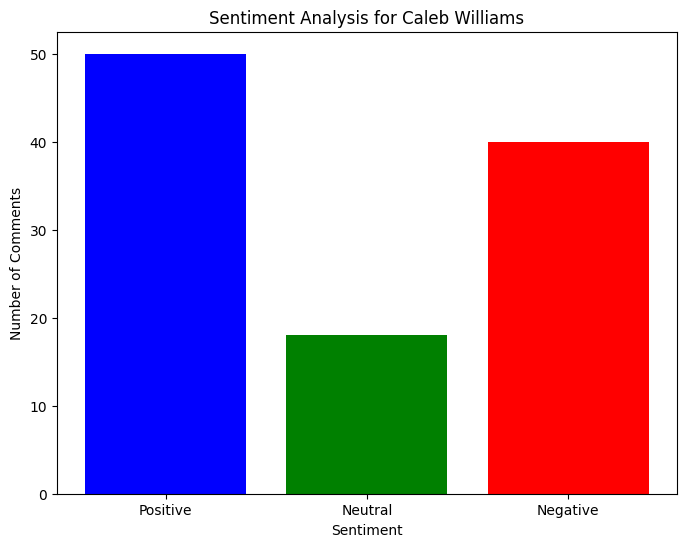 Sentiment Analysis for Caleb Williams
50
40
30
20
10
0
Number of Comments
Positive Neutral Negative
Sentiment